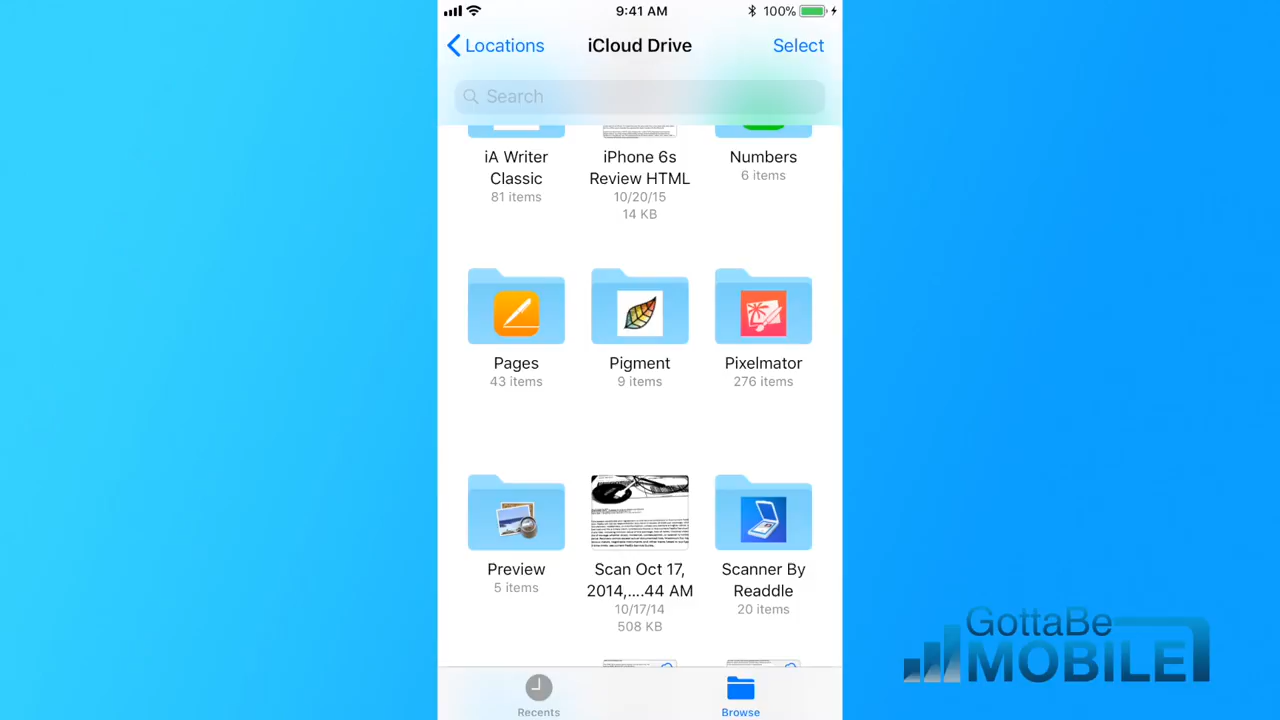 9:41 AM
100%
Locations
iCloud Drive
Select
Search
iA Writer
Classic
81 items
iPhone 6s
Review HTML
10/20/15
14 KB
Numbers
6 items
Pages
43 items
Pigment
9 items
Pixelmator
276 items
Preview
5 items
Scan Oct 17,
2014,....44 AM
10/17/14
508 KB
Scanner By
Readdle
20 items
Recents
Browse
GottaBe
MOBILE